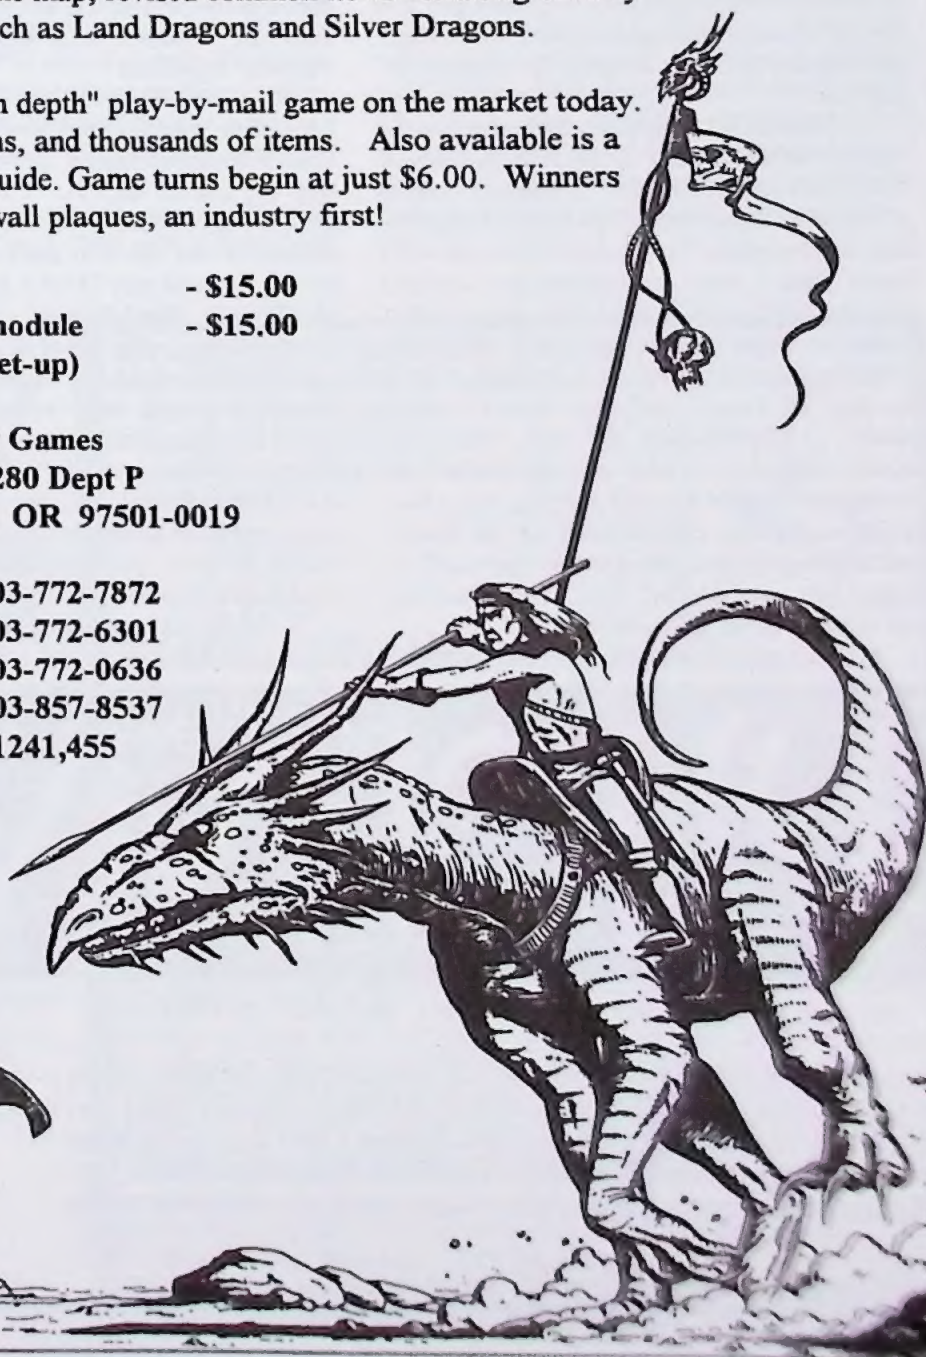 ch as Land Dragons and Silver Dragons.
depth" play-by-mail game on the market today.
and thousands of items. Also available is a
uide. Game turns begin at just $6.00. Winners
wall plaques, an industry first!
- $15.00
module - $15.00
et-up)
Games
280 Dept P
OR 97501-0019
03-772-7872
03-772-6301
03-772-0636
03-857-8537
1241,455